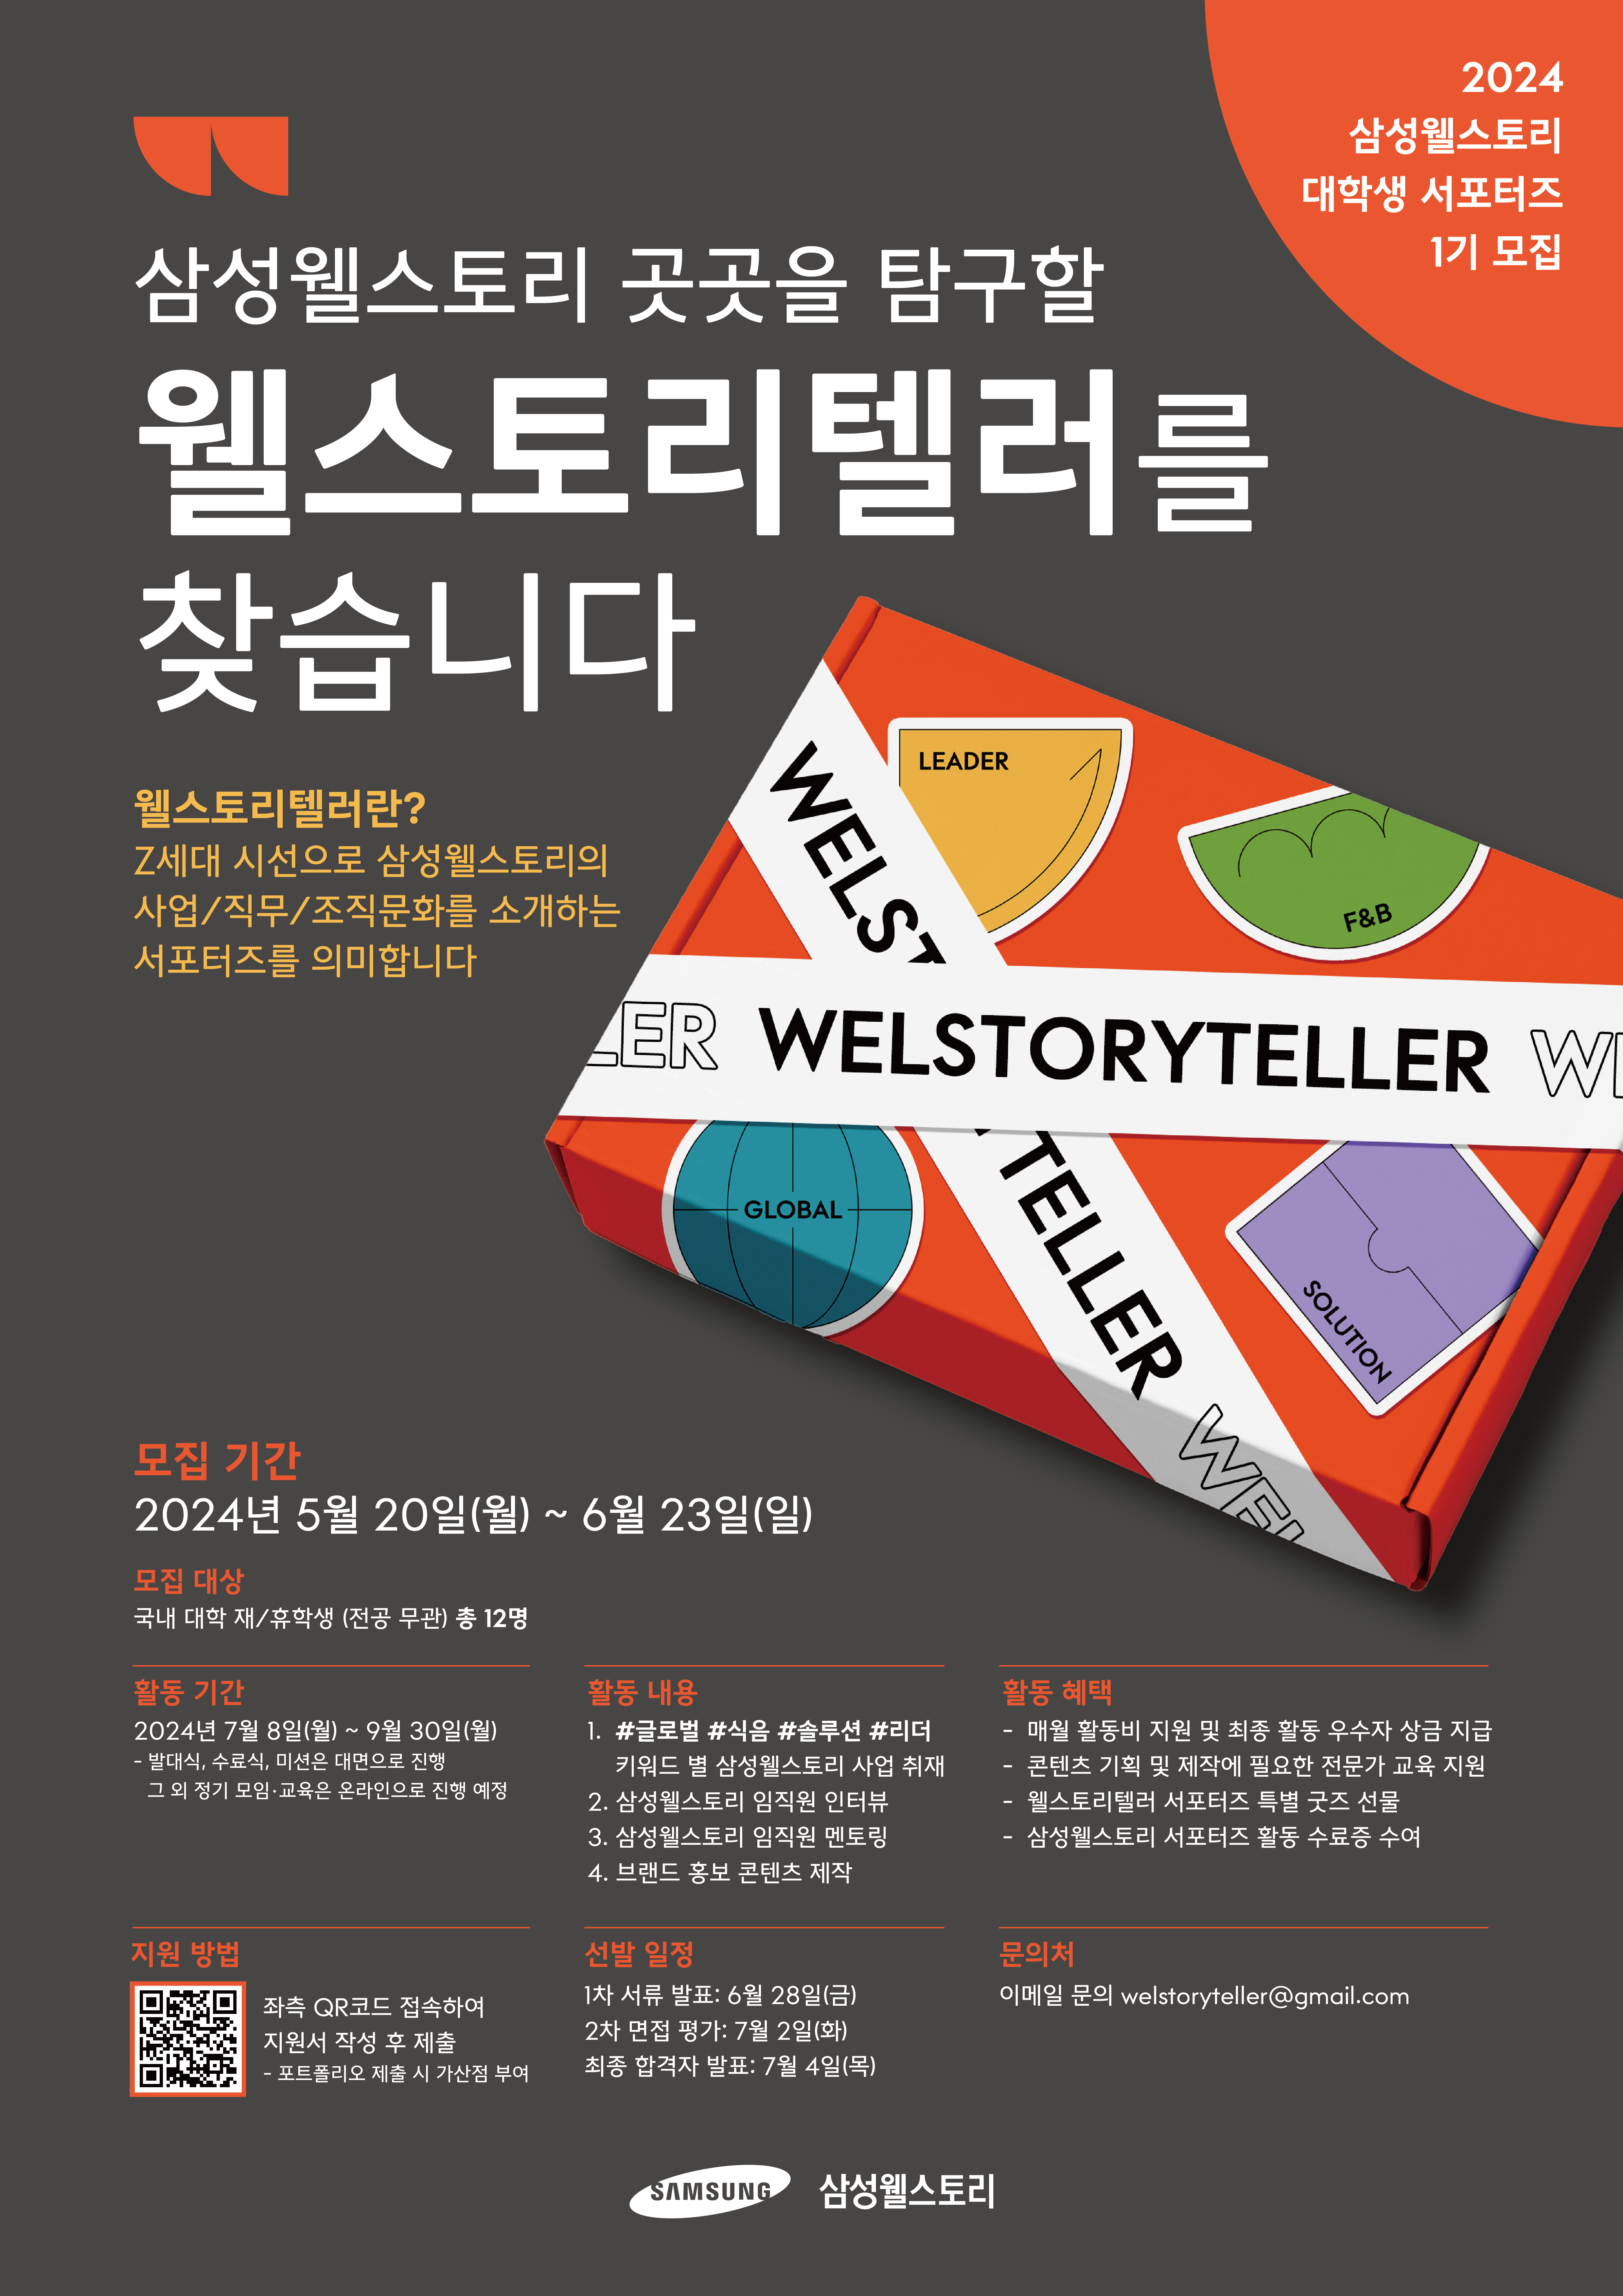 2024
삼성웰스토리
대학생 서포터즈
1기 모집
삼성웰스토리 곳곳을 탐구할
웰스토리텔러를
찾습니다
웰스토리텔러란?
Z세대 시선으로 삼성웰스토리의
사업/직무/조직문화를 소개하는
서포터즈를 의미합니다
LEADER
F&B
WELST
LER WELSTORYTELLER W
TELLER WEL
GLOBAL
SOLUTION
모집 기간
2024년 5월 20일(월) ~ 6월 23일(일)
모집 대상
국내 대학 재/휴학생 (전공 무관) 총 12명
활동 기간
2024년 7월 8일(월) ~ 9월 30일(월)
- 발대식, 수료식, 미션은 대면으로 진행
그 외 정기 모임·교육은 온라인으로 진행 예정
활동 내용
1. #글로벌 #식음 #솔루션 #리더
키워드 별 삼성웰스토리 사업 취재
2. 삼성웰스토리 임직원 인터뷰
3. 삼성웰스토리 임직원 멘토링
4. 브랜드 홍보 콘텐츠 제작
활동 혜택
- 매월 활동비 지원 및 최종 활동 우수자 상금 지급
- 콘텐츠 기획 및 제작에 필요한 전문가 교육 지원
- 웰스토리텔러 서포터즈 특별 굿즈 선물
- 삼성웰스토리 서포터즈 활동 수료증 수여
지원 방법
좌측 QR코드 접속하여
지원서 작성 후 제출
- 포트폴리오 제출 시 가산점 부여
선발 일정
1차 서류 발표: 6월 28일(금)
2차 면접 평가: 7월 2일(화)
최종 합격자 발표: 7월 4일(목)
문의처
이메일 문의 welstoryteller@gmail.com
SAMSUNG 삼성웰스토리